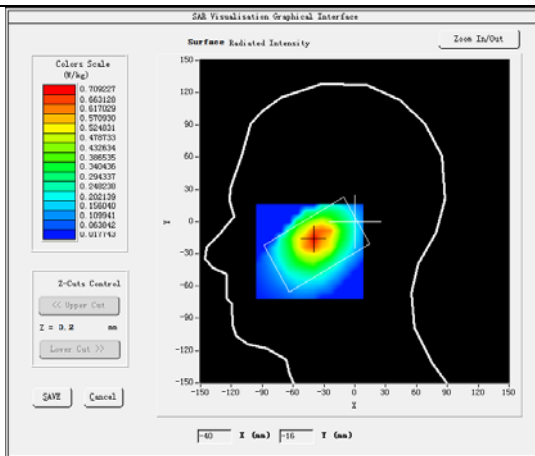 SAR Visualisation Graphical Interface
Surface Radiated Intensity
Zoom In/Out
Colors Scale
(W/kg)
0.709227
0.663128
0.617029
0.570930
0.524831
0.478733
0.432634
0.386535
0.340436
0.294337
0.248238
0.202139
0.156040
0.109941
0.063842
0.017743
150
120
90
60
30
0
-30
-60
-90
-120
-150
Y
-150 -120 -90 -60 -30 0 30 60 90 120 150
X
Z-Cuts Control
<< Upper Cut
Z = 3.2 mm
Lower Cut >>
SAVE Cancel
-40 X (mm) -16 Y (mm)